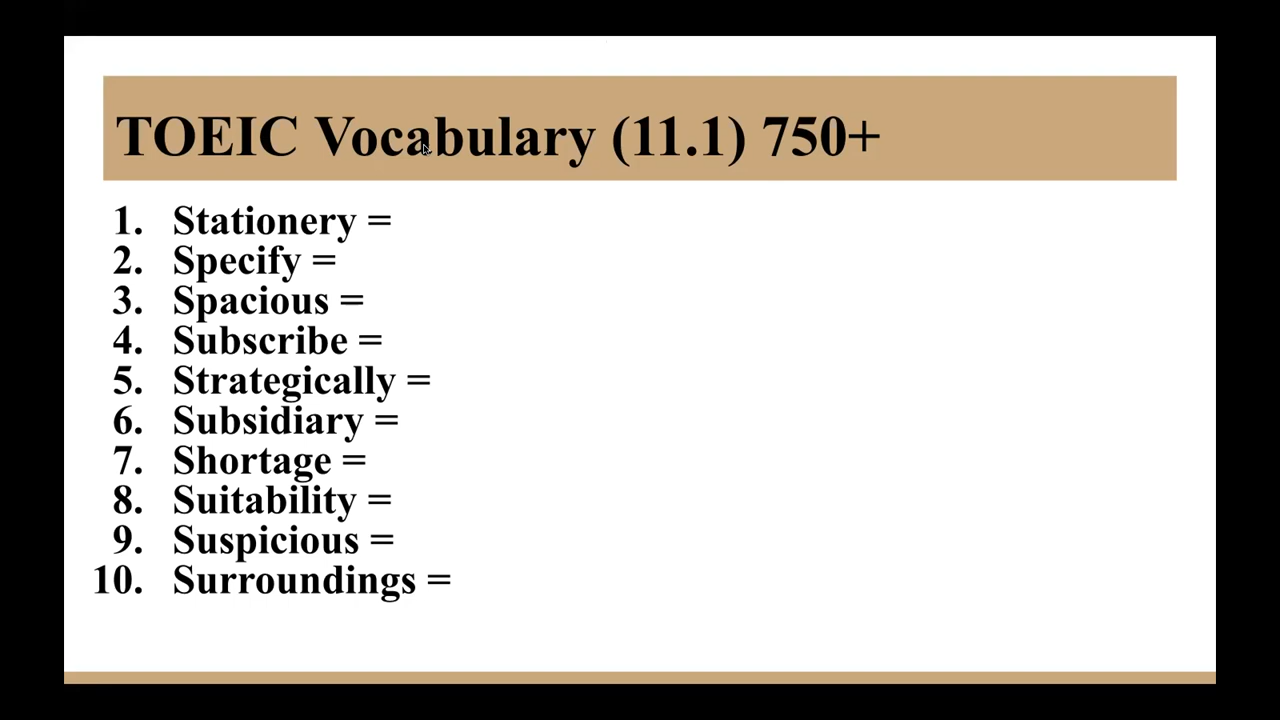 TOEIC Vocabulary (11.1) 750+
1. Stationery =
2. Specify =
3. Spacious =
4. Subscribe =
5. Strategically =
6. Subsidiary =
7. Shortage =
8. Suitability =
9. Suspicious =
10. Surroundings =